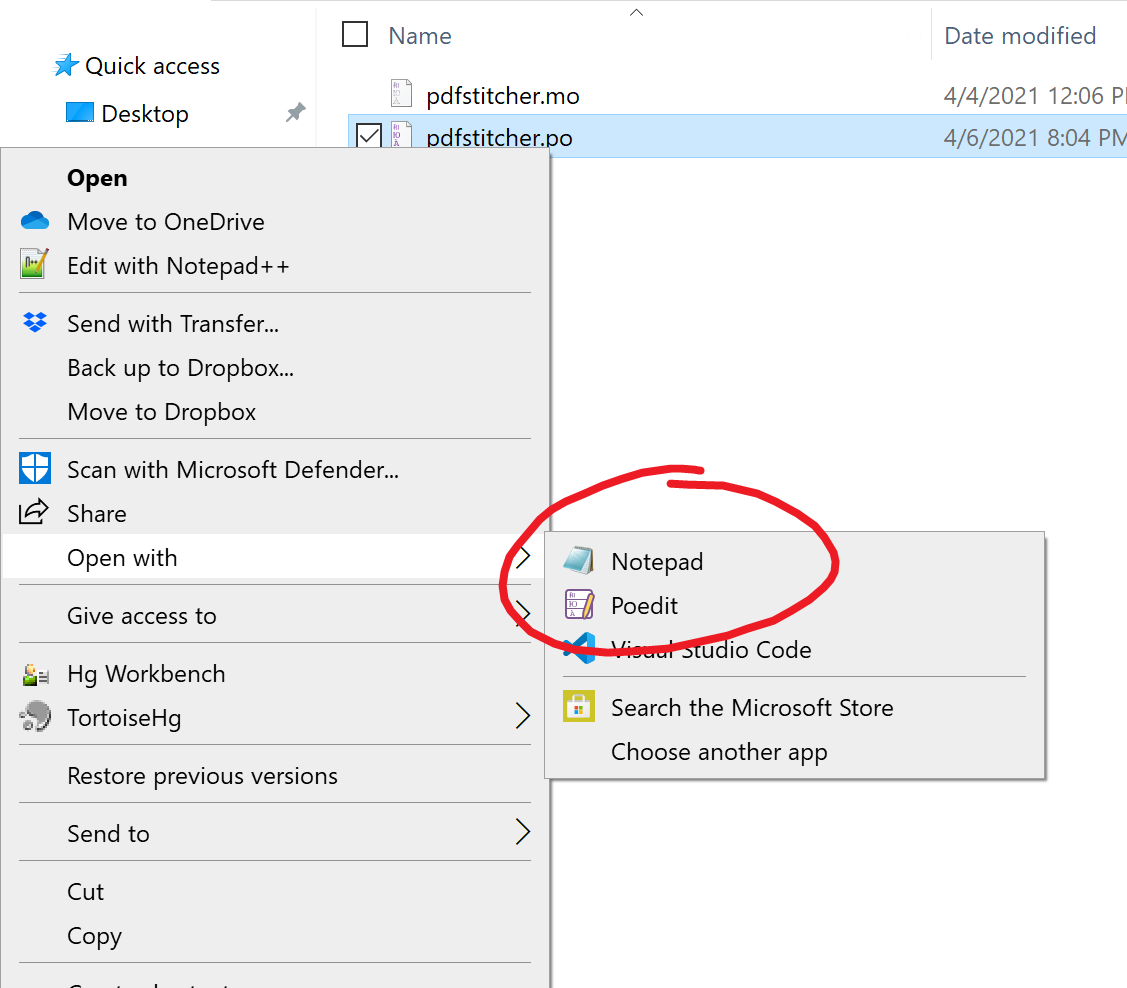 Name
Date modified
Quick access
Desktop
pdfstitcher.mo
4/4/2021 12:06
pdfstitcher.po
4/6/2021 8:04 PM
Open
Move to OneDrive
Edit with Notepad++
Send with Transfer...
Back up to Dropbox...
Move to Dropbox
Scan with Microsoft Defender...
Share
Open with
Give access to
Hg Workbench
TortoiseHg
Restore previous versions
Send to
Cut
Copy
Notepad
Poedit
Visual Studio Code
Search the Microsoft Store
Choose another app